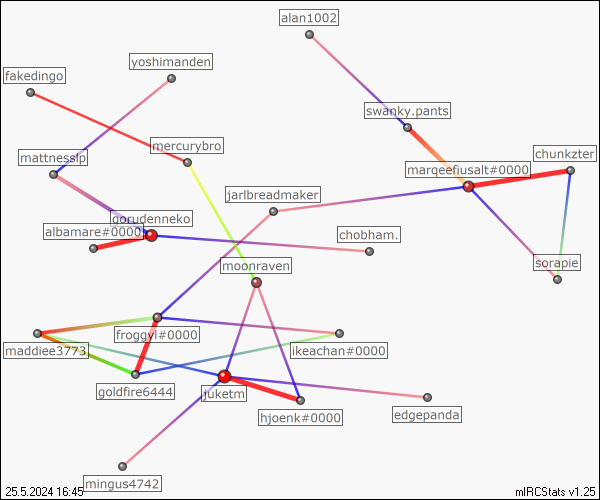 alan1002
yoshimanden
fakedingo
swanky.pants
mercurybro
chunkzter
mattnesslp
marqeefiusalt#0000
jarlbreadmaker
gorudenneko
albamare#0000
chobham.
moonraven
sorapie
froggyl#0000
maddiee3773
ikeachan#0000
goldfire6444
juketm
edgepanda
hjoenk#0000
mingus4742
25.5.2024 16:45
mIRCStats v1.25